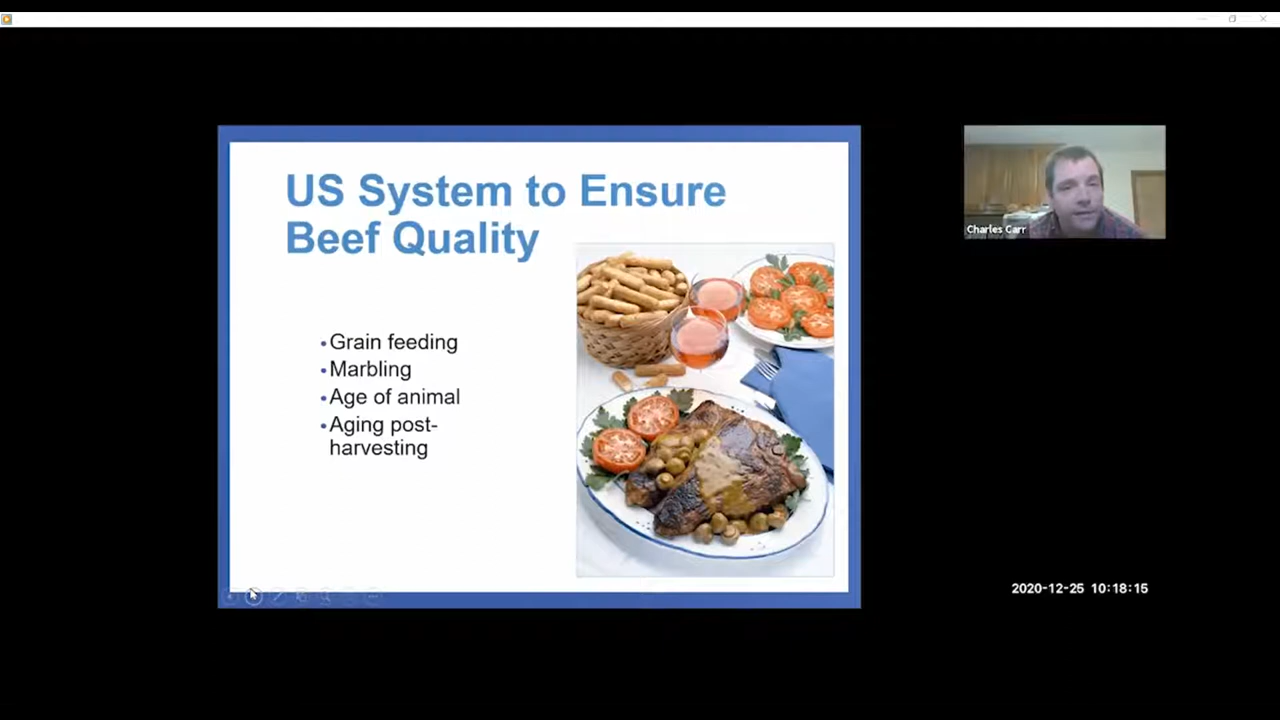 US System to Ensure
Beef Quality
•Grain feeding
•Marbling
•Age of animal
•Aging post-
harvesting
Charles Carr
2020-12-25 10:18:15